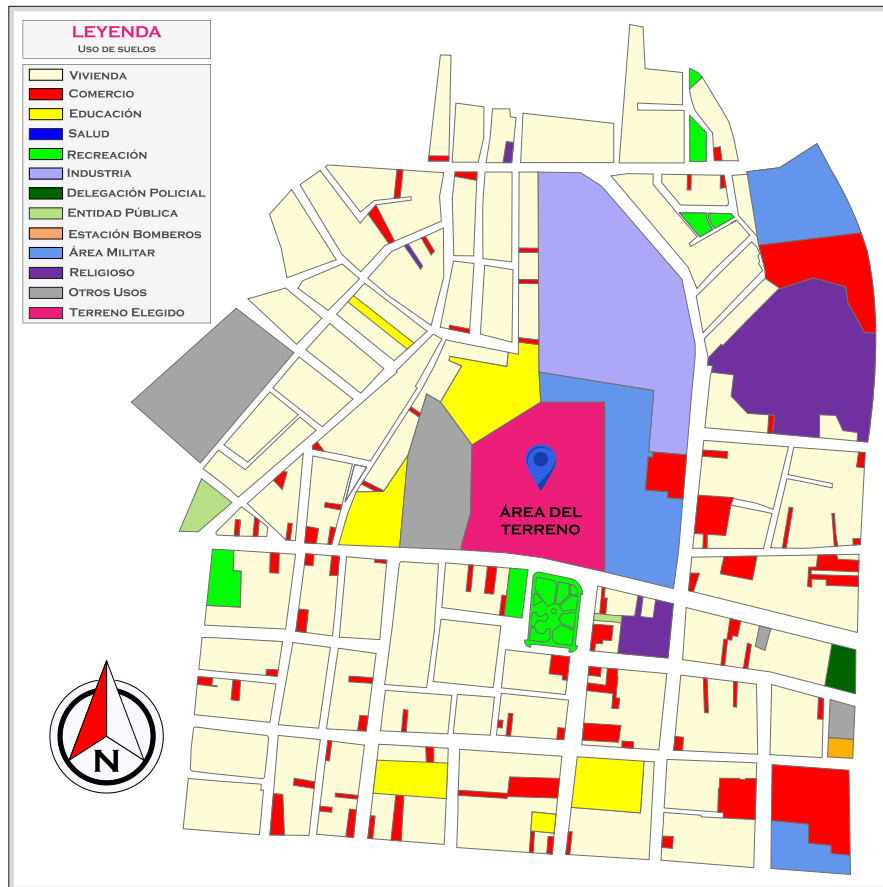 LEYENDA
USO DE SUELOS
VIVIENDA
COMERCIO
EDUCACIÓN
SALUD
RECREACIÓN
INDUSTRIA
DELEGACIÓN POLICIAL
ENTIDAD PÚBLICA
ESTACIÓN BOMBEROS
ÁREA MILITAR
RELIGIOSO
OTROS USOS
TERRENO ELEGIDO
ÁREA DEL
TERRENO
N